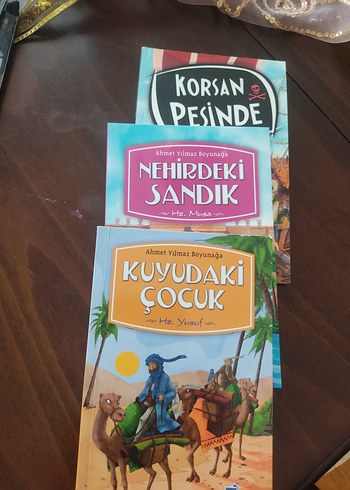 KORSAN
PEŞİNDE
Ahmet Yılmaz Boyunağa
NEHİRDEKİ
SANDIK
Hz. Musa
Ahmet Yılmaz Boyunağa
KUYUDAKİ
ÇOCUK
Hz. Yusuf